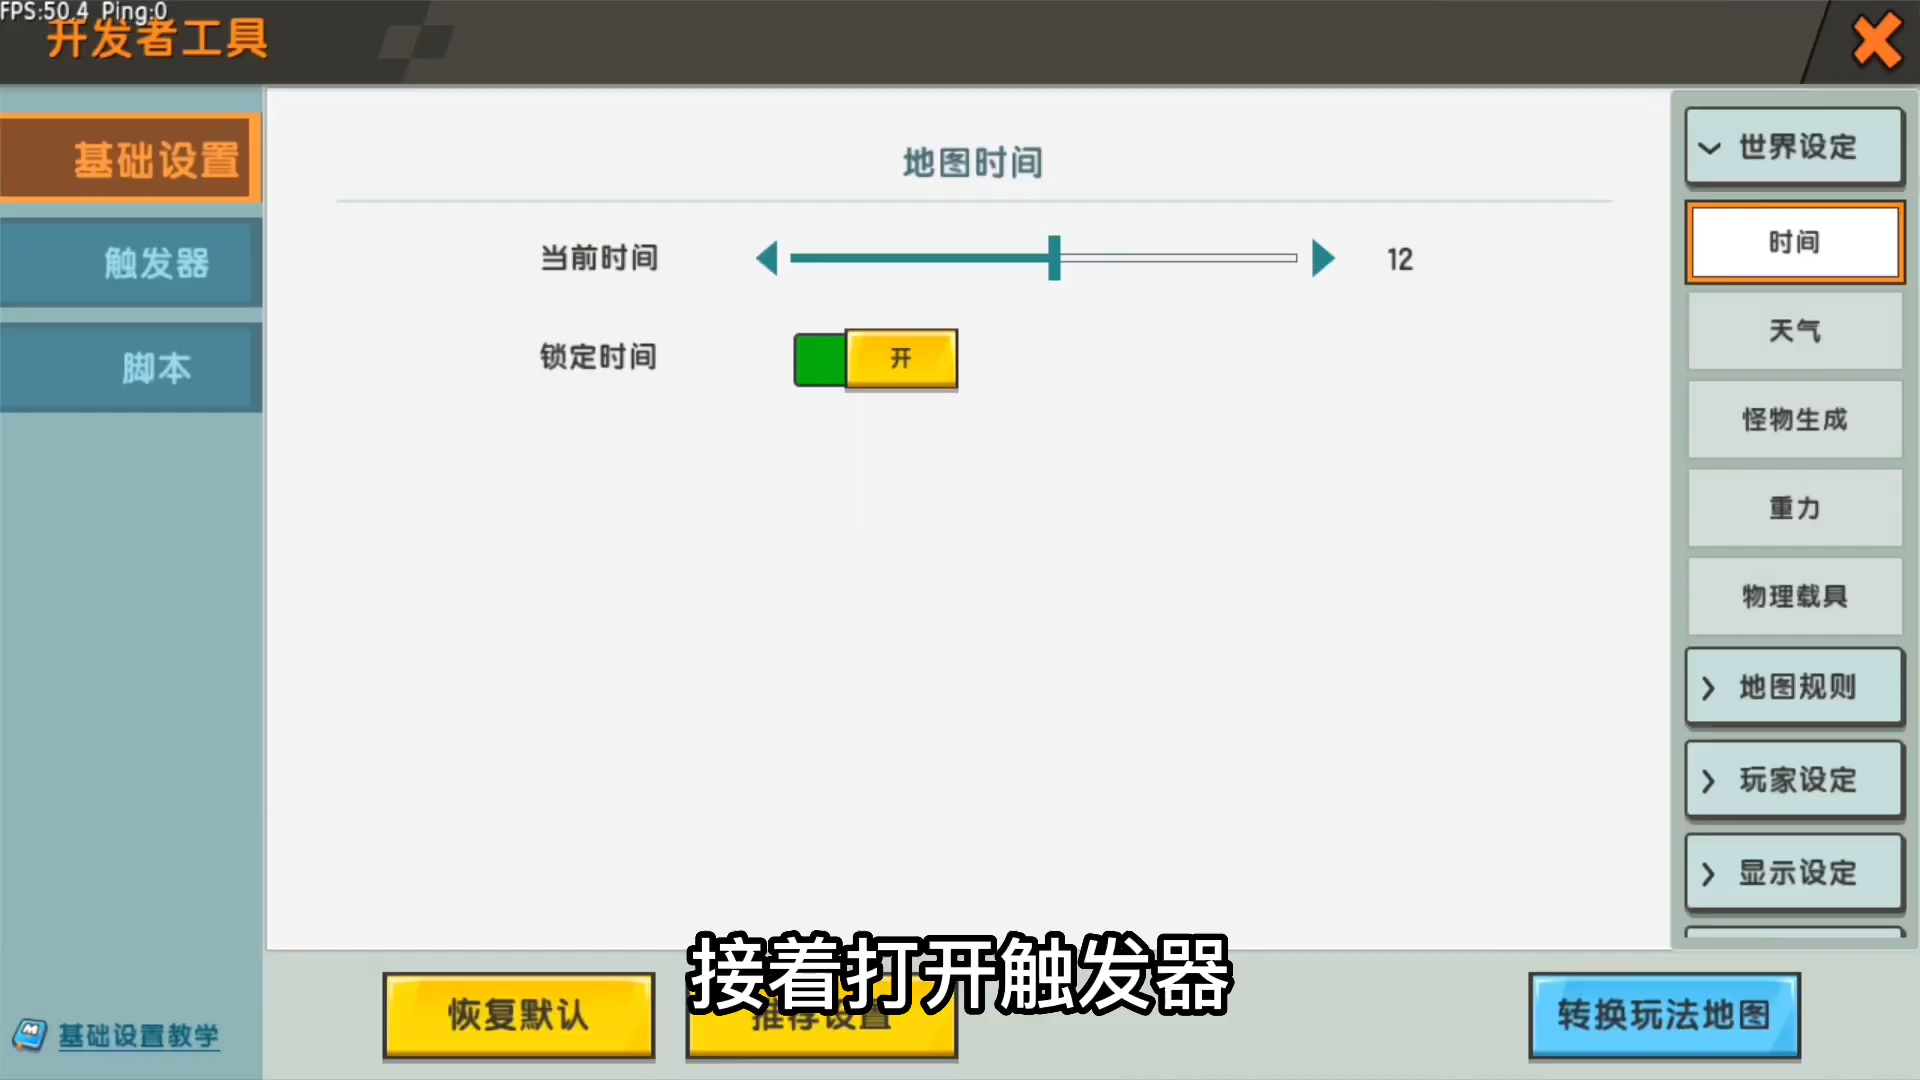 FPS:50.4 Ping:0
开发者工具
基础设置
触发器
脚本
基础设置教学
地图时间
当前时间 12
锁定时间 开
世界设定
时间
天气
怪物生成
重力
物理载具
地图规则
玩家设定
显示设定
接着打开触发器
恢复默认
推荐设置
转换玩法地图